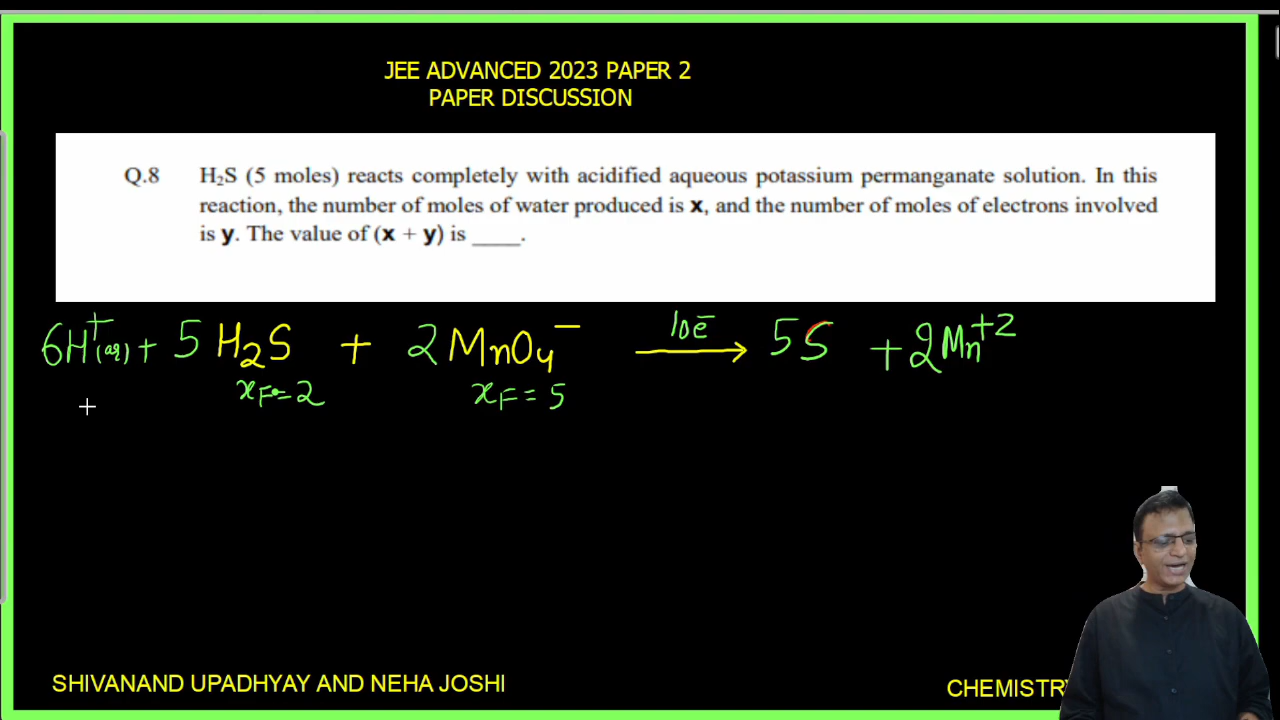 JEE ADVANCED 2023 PAPER 2
PAPER DISCUSSION
Q.8 H₂S (5 moles) reacts completely with acidified aqueous potassium permanganate solution. In this
reaction, the number of moles of water produced is x, and the number of moles of electrons involved
is y. The value of (x + y) is ____.
6H⁺(aq) + 5 H₂S + 2 MnO₄⁻ 10e⁻ → 5S + 2Mn⁺²
xF = 2 xF = 5
SHIVANAND UPADHYAY AND NEHA JOSHI
CHEMISTRY